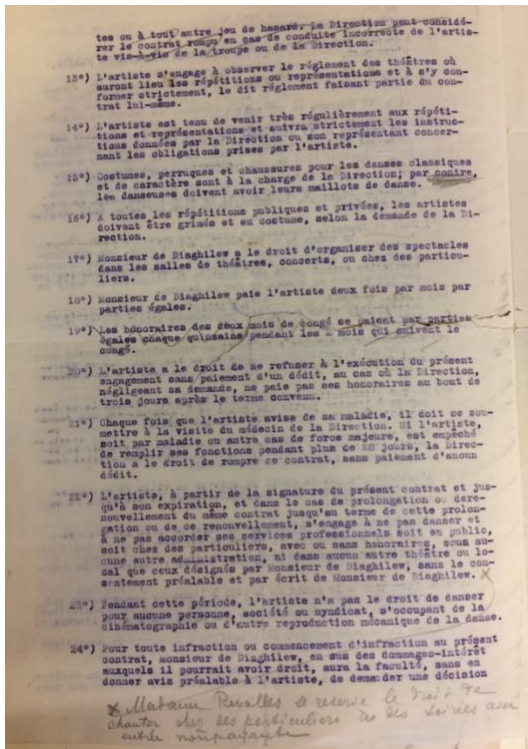 tes ou à tout autre jeu de hasard. La Direction peut considé-
rer le contrat rompu en cas de conduite incorrecte de l'artis-
te vis-à-vis de la troupe ou de la Direction.
13°) L'artiste s'engage à observer le réglement des théâtres où
auront lieu les répétitions ou représentations et à s'y con-
former strictement, le dit réglement faisant partie du con-
trat lui-même.
14°) L'artiste est tenu de venir très régulièrement aux répéti-
tions et représentations et suivra strictement les instruc-
tions données par la Direction ou son représentant concer-
nant les obligations prises par l'artiste.
15°) Costumes, perruques et chaussures pour les danses classiques
et de caractère sont à la charge de la Direction; par contre,
les danseuses doivent avoir leurs maillots de danse.
16°) A toutes les répétitions publiques et privées, les artistes
doivent être grimés et en costume, selon la demande de la Di-
rection.
17°) Monsieur de Diaghilew a le droit d'organiser des spectacles
dans les salles de théâtres, concerts, ou chez des particu-
liers.
18°) Monsieur de Diaghilew paie l'artiste deux fois par mois par
parties égales.
19°) Les honoraires des deux mois de congé se paient par parties
égales chaque quinzaine pendant les mois qui suivent le
congé.
20°) L'artiste a le droit de se refuser à l'exécution du présent
engagement sans paiement d'un dédit, au cas où la Direction,
négligeant sa demande, ne paie pas ses honoraires au bout de
trois jours après le terme convenu.
21°) Chaque fois que l'artiste avise de sa maladie, il doit se sou-
mettre à la visite du médecin de la Direction. Si l'artiste,
soit par maladie ou autre cas de force majeure, est empêché
de remplir ses fonctions pendant plus de jours, la Direc-
tion a le droit de rompre ce contrat, sans paiement d'aucun
dédit.
22°) L'artiste, à partir de la signature du présent contrat et jus-
qu'à son expiration, et dans le cas de prolongation ou de re-
nouvellement du même contrat jusqu'au terme de cette prolon-
gation ou de ce renouvellement, s'engage à ne pas danser et
à ne pas accorder ses services professionnels soit en public,
soit chez des particuliers, avec ou sans honoraires, sous au-
cune autre administration, ni dans aucun autre théâtre ou lo-
cal que ceux désignés par Monsieur de Diaghilew, sans le con-
sentement préalable et par écrit de Monsieur de Diaghilew. X
23°) Pendant cette période, l'artiste n'a pas le droit de danser
pour aucune personne, société ou syndicat, s'occupant de la
cinématographie ou d'autre reproduction mécanique de la danse.
24°) Pour toute infraction ou commencement d'infraction au présent
contrat, monsieur de Diaghilew, en sus des dommages-intérêt
auxquels il pourrait avoir droit, aura la faculté, sans en
donner avis préalable à l'artiste, de demander une décision
X Madame Revalles se reserve le droit de
chanter chez les particuliers ou des soirées avec
entrée nonpayante